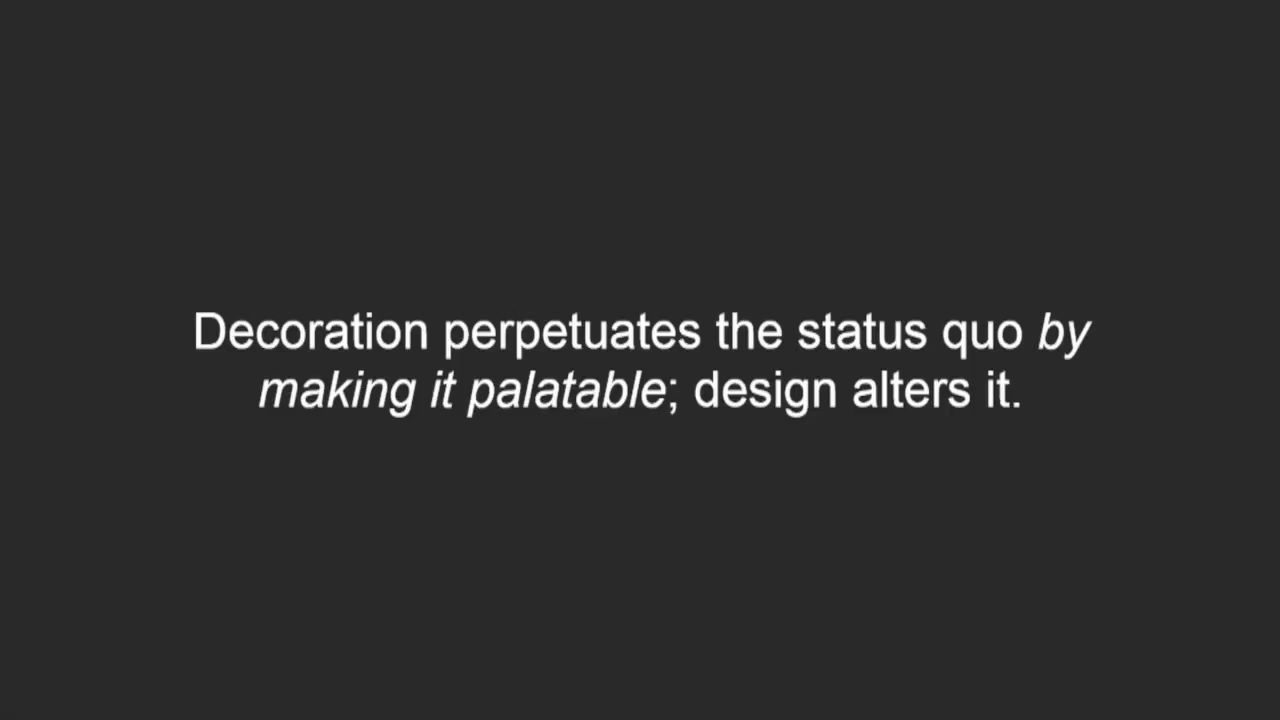 Decoration perpetuates the status quo by
making it palatable; design alters it.